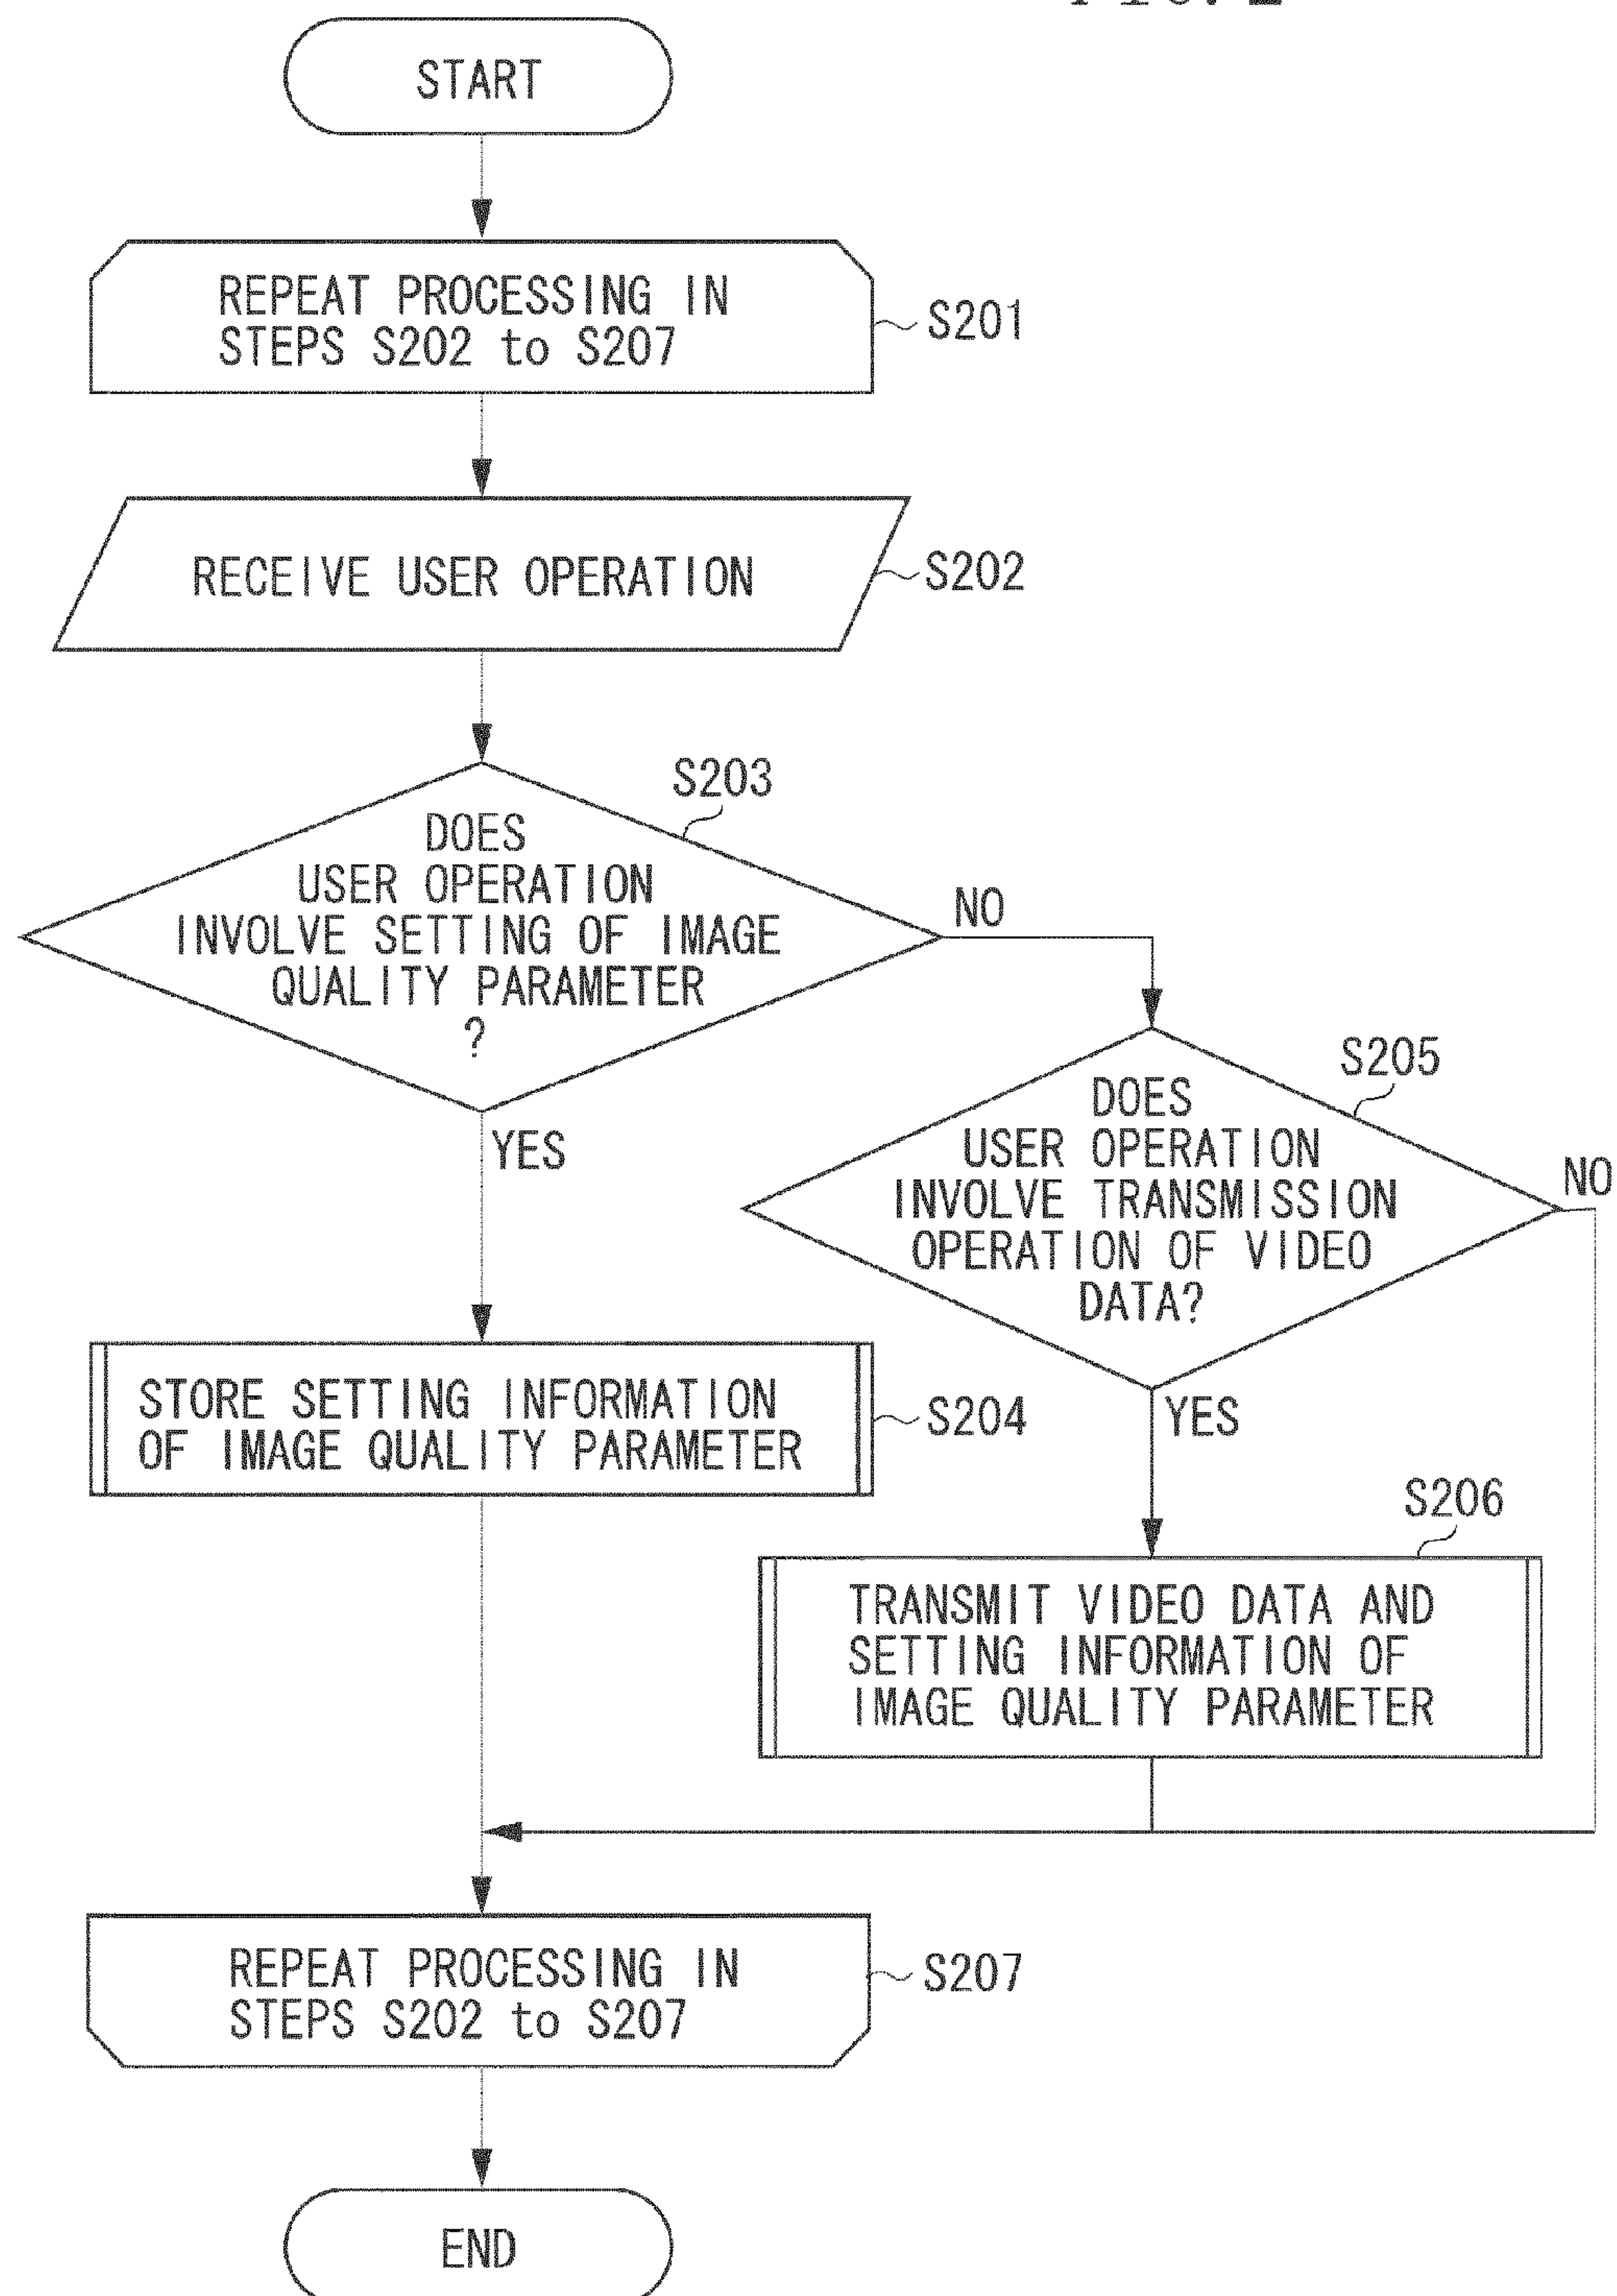 START
REPEAT PROCESSING IN
STEPS S202 to S207
S201
RECEIVE USER OPERATION
S202
S203
DOES
USER OPERATION
INVOLVE SETTING OF IMAGE
QUALITY PARAMETER
?
NO
YES
S205
DOES
USER OPERATION
INVOLVE TRANSMISSION
OPERATION OF VIDEO
DATA?
NO
YES
STORE SETTING INFORMATION
OF IMAGE QUALITY PARAMETER
S204
S206
TRANSMIT VIDEO DATA AND
SETTING INFORMATION OF
IMAGE QUALITY PARAMETER
REPEAT PROCESSING IN
STEPS S202 to S207
S207
END